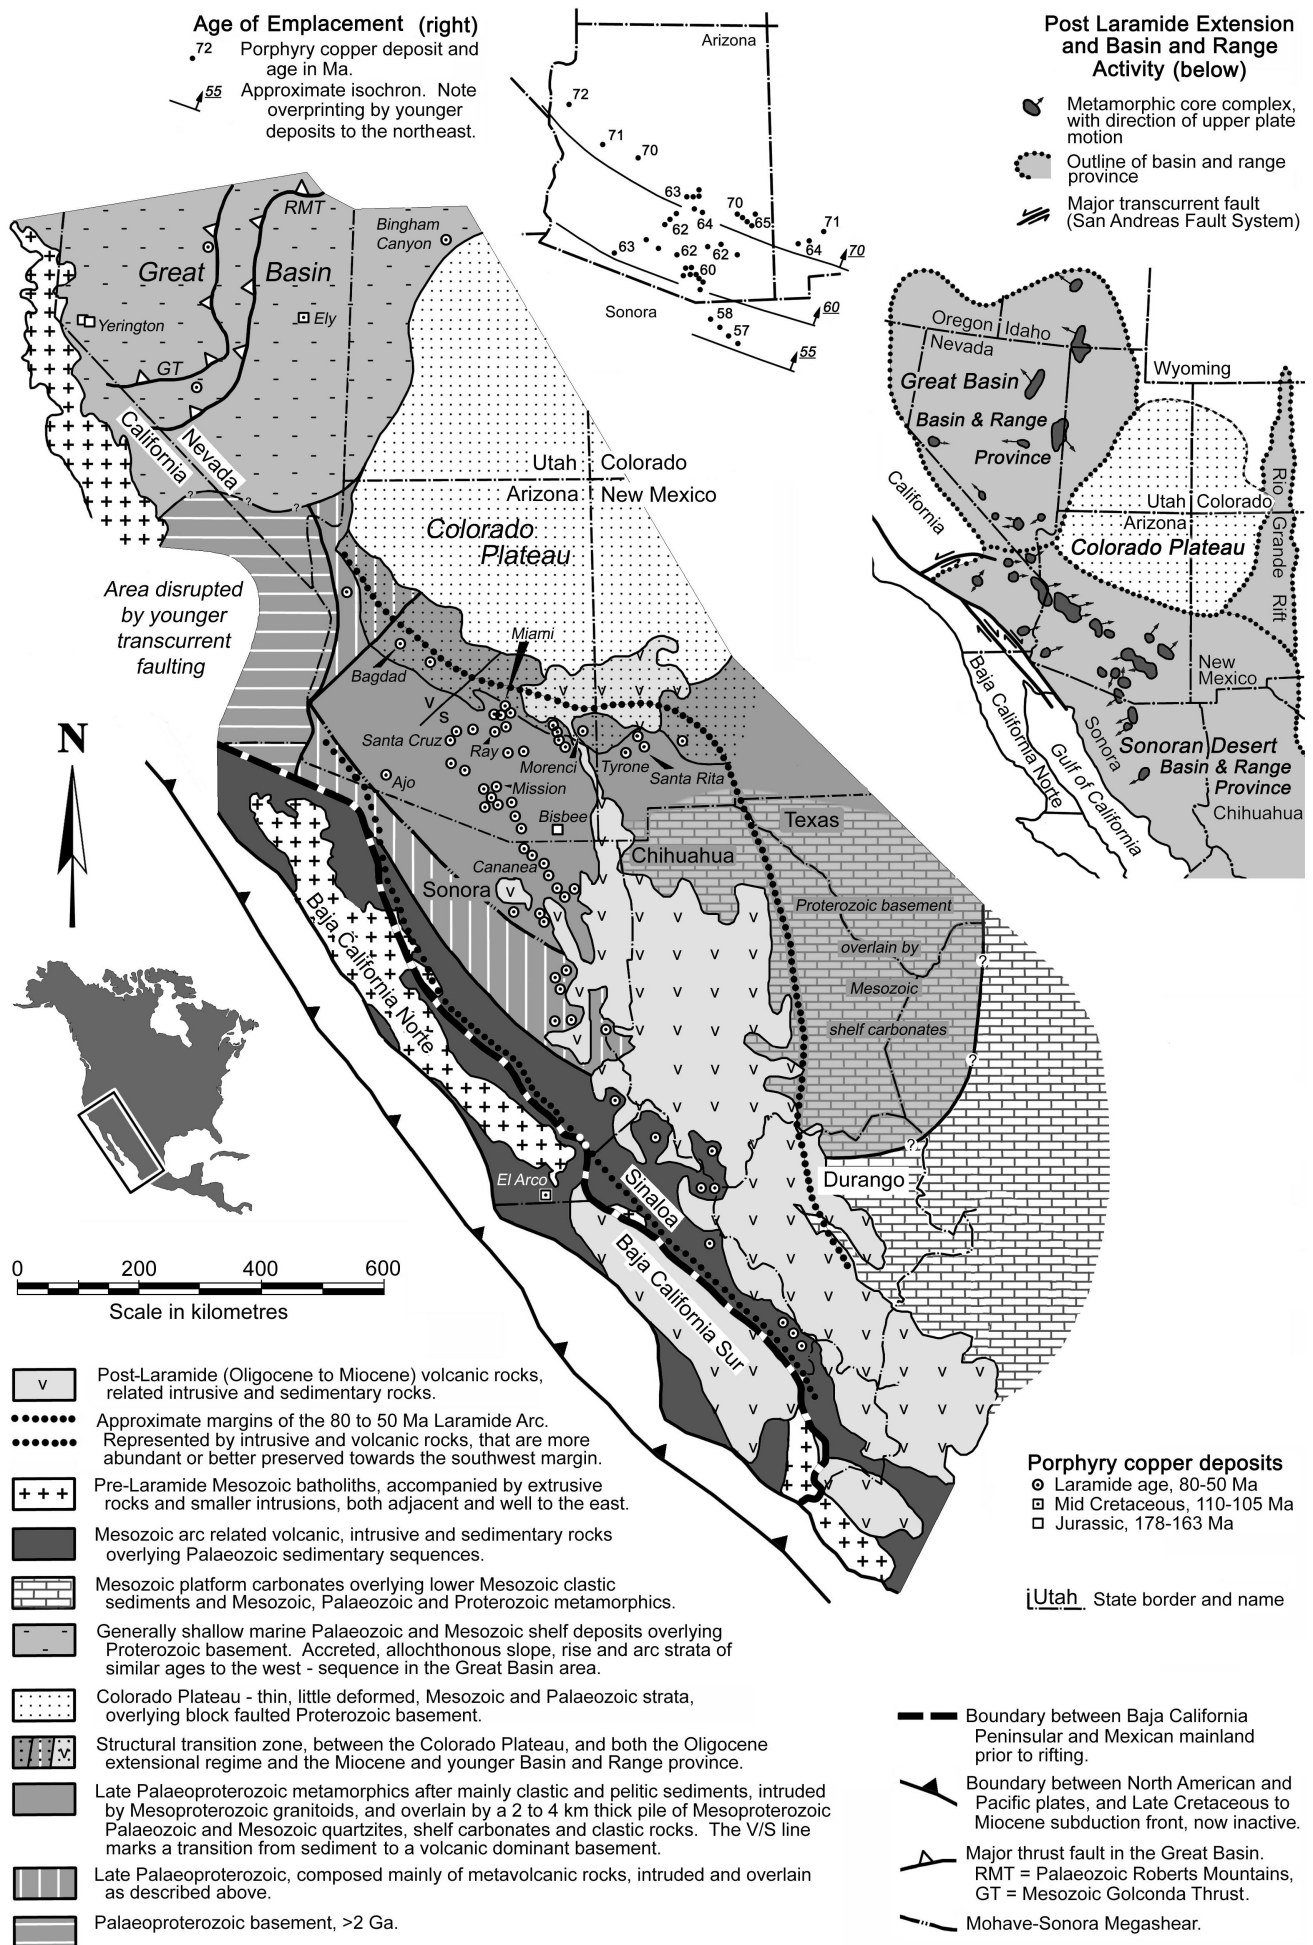 Age of Emplacement (right)
72
Porphyry copper deposit and
age in Ma.
55
Approximate isochron. Note
overprinting by younger
deposits to the northeast.
Arizona
72
71
70
63
70
65
64
71
62
64
63
62
62
60
70
Sonora
58
60
57
55
Post Laramide Extension
and Basin and Range
Activity (below)
Metamorphic core complex,
with direction of upper plate
motion
Outline of basin and range
province
Major transcurrent fault
(San Andreas Fault System)
Oregon
Idaho
Nevada
Wyoming
Great Basin
Basin & Range
Province
California
Utah
Colorado
Arizona
Colorado Plateau
Rio Grande Rift
New
Mexico
Baja California Norte
Gulf of California
Sonora
Sonoran Desert
Basin & Range
Province
Chihuahua
RMT
Bingham
Canyon
Great Basin
Yerington
Ely
GT
California
Nevada
?
?
?
Utah
Colorado
Arizona
New Mexico
Colorado
Plateau
Area disrupted
by younger
transcurrent
faulting
Miami
Bagdad
V
S
Santa Cruz
Ray
Morenci
Tyrone
Santa Rita
Ajo
Mission
Bisbee
Texas
Cananea
Chihuahua
Sonora
N
Baja California Norte
Proterozoic basement
overlain by
Mesozoic
shelf carbonates
?
?
?
El Arco
Sinaloa
Durango
Baja California Sur
0 200 400 600
Scale in kilometres
v
Post-Laramide (Oligocene to Miocene) volcanic rocks,
related intrusive and sedimentary rocks.
Approximate margins of the 80 to 50 Ma Laramide Arc.
Represented by intrusive and volcanic rocks, that are more
abundant or better preserved towards the southwest margin.
Pre-Laramide Mesozoic batholiths, accompanied by extrusive
rocks and smaller intrusions, both adjacent and well to the east.
Mesozoic arc related volcanic, intrusive and sedimentary rocks
overlying Palaeozoic sedimentary sequences.
Mesozoic platform carbonates overlying lower Mesozoic clastic
sediments and Mesozoic, Palaeozoic and Proterozoic metamorphics.
Generally shallow marine Palaeozoic and Mesozoic shelf deposits overlying
Proterozoic basement. Accreted, allochthonous slope, rise and arc strata of
similar ages to the west - sequence in the Great Basin area.
Colorado Plateau - thin, little deformed, Mesozoic and Palaeozoic strata,
overlying block faulted Proterozoic basement.
v
Structural transition zone, between the Colorado Plateau, and both the Oligocene
extensional regime and the Miocene and younger Basin and Range province.
Late Palaeoproterozoic metamorphics after mainly clastic and pelitic sediments, intruded
by Mesoproterozoic granitoids, and overlain by a 2 to 4 km thick pile of Mesoproterozoic
Palaeozoic and Mesozoic quartzites, shelf carbonates and clastic rocks. The V/S line
marks a transition from sediment to a volcanic dominant basement.
Late Palaeoproterozoic, composed mainly of metavolcanic rocks, intruded and overlain
as described above.
Palaeoproterozoic basement, >2 Ga.
Porphyry copper deposits
Laramide age, 80-50 Ma
Mid Cretaceous, 110-105 Ma
Jurassic, 178-163 Ma
Utah State border and name
Boundary between Baja California
Peninsular and Mexican mainland
prior to rifting.
Boundary between North American and
Pacific plates, and Late Cretaceous to
Miocene subduction front, now inactive.
Major thrust fault in the Great Basin.
RMT = Palaeozoic Roberts Mountains,
GT = Mesozoic Golconda Thrust.
Mohave-Sonora Megashear.